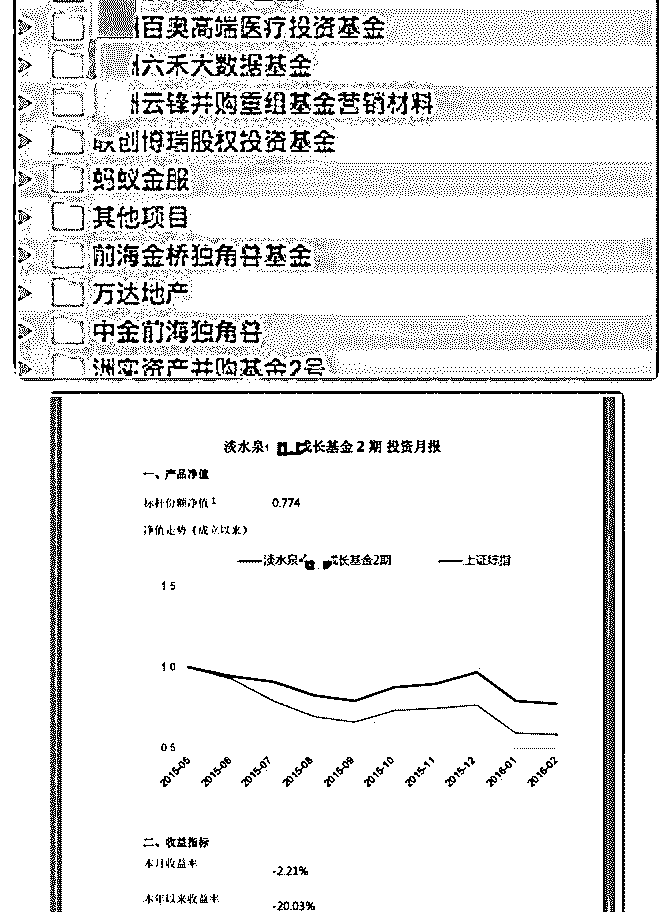 百奥高端医疗投资基金
六禾大数据基金
云锋并购重组基金营销材料
联创博瑞股权投资基金
蚂蚁金服
其他项目
前海金桥独角兽基金
万达地产
中金前海独角兽
洲实资产并购基金2号
淡水泉 成长基金 2 期 投资月报
一、产品净值
标杆份额净值1 0.774
净值走势（成立以来）
淡水泉 成长基金2期 上证综指
1.5
1.0
0.5
2015-05 2015-06 2015-07 2015-08 2015-09 2015-10 2015-11 2015-12 2016-01 2016-02
二、收益指标
本月收益率 -2.21%
本年以来收益率 -20.03%